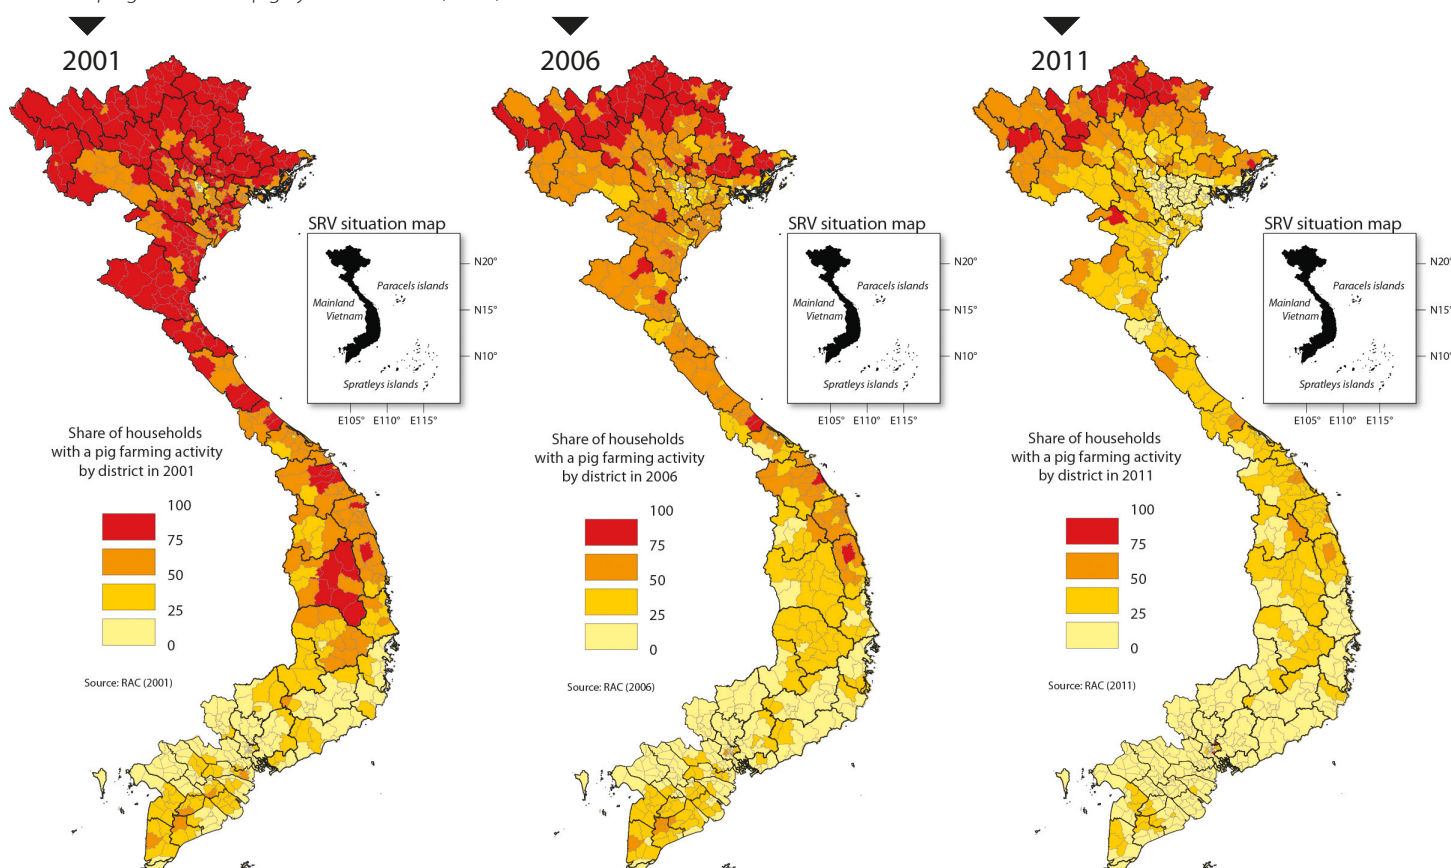 2001
SRV situation map
N20°
Paracels islands
Mainland
Vietnam
N15°
N10°
Spratleys islands
E105° E110° E115°
Share of households
with a pig farming activity
by district in 2001
100
75
50
25
0
Source: RAC (2001)
2006
SRV situation map
N20°
Paracels islands
Mainland
Vietnam
N15°
N10°
Spratleys islands
E105° E110° E115°
Share of households
with a pig farming activity
by district in 2006
100
75
50
25
0
Source: RAC (2006)
2011
SRV situation map
N20°
Paracels islands
Mainland
Vietnam
N15°
N10°
Spratleys islands
E105° E110° E115°
Share of households
with a pig farming activity
by district in 2011
100
75
50
25
0
Source: RAC (2011)